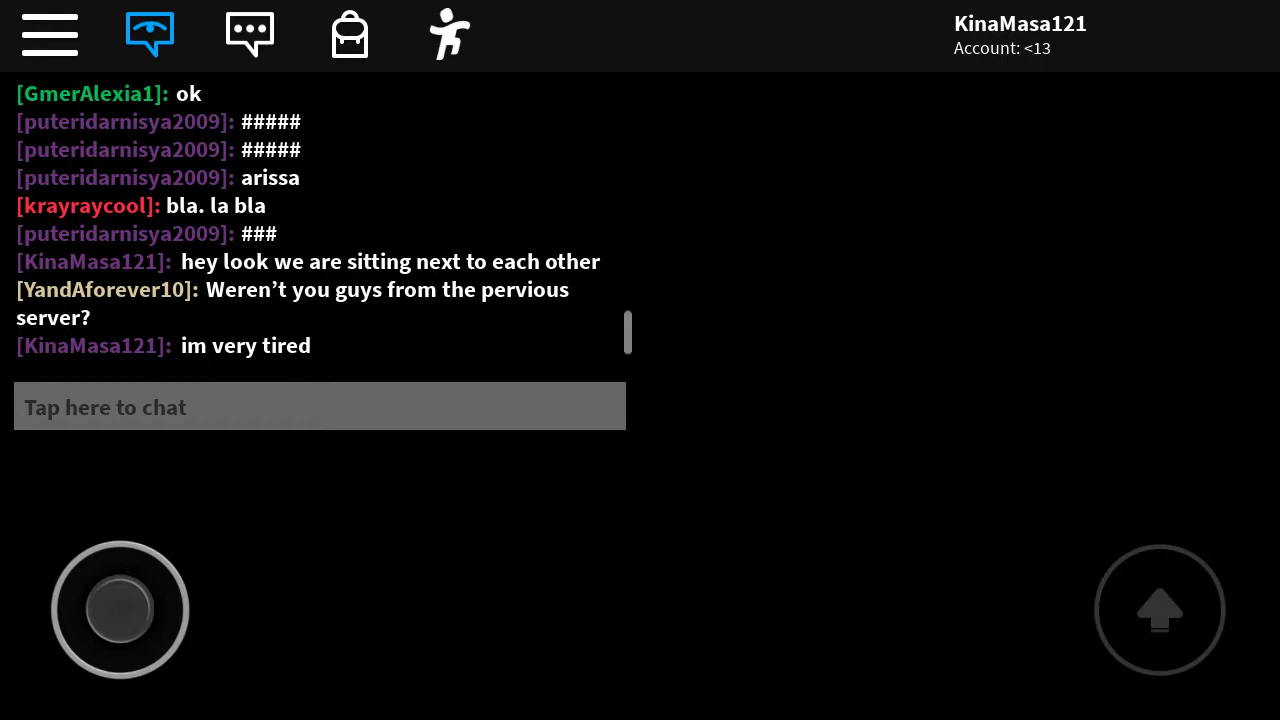 KinaMasa121
Account: <13
[GmerAlexia1]: ok
[puteridarnisya2009]: #####
[puteridarnisya2009]: #####
[puteridarnisya2009]: arissa
[krayraycool]: bla. la bla
[puteridarnisya2009]: ###
[KinaMasa121]: hey look we are sitting next to each other
[YandAforever10]: Weren’t you guys from the pervious
server?
[KinaMasa121]: im very tired
Tap here to chat